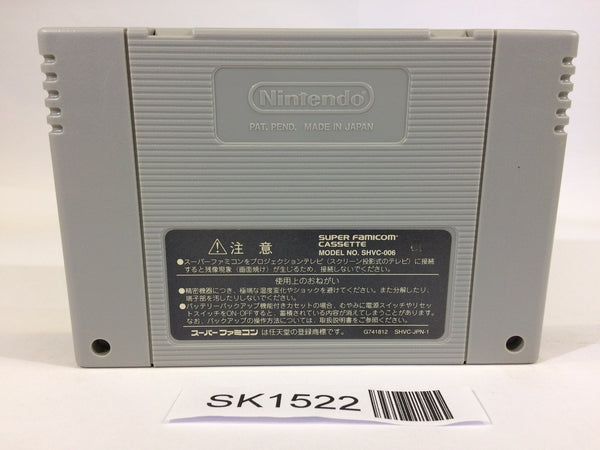 Nintendo
PAT. PEND. MADE IN JAPAN
⚠注意
SUPER FAMICOM
CASSETTE
MODEL NO. SHVC-006
●スーパーファミコンをプロジェクションテレビ(スクリーン投影式のテレビ)に接続
すると残像現象(画面焼け)が生じるため、接続しないでください。
使用上のおねがい
●精密機器につき、極端な温度変化やショックを避けてください。また分解したり、
端子部を汚したりしないでください。
●バッテリーバックアップ機能付きカセットの場合、むやみに電源スイッチやリセッ
トスイッチをON・OFFすると、蓄積されている内容が消えてしまうことがあります。
なお、バックアップの操作方法については、取扱説明書をご参照ください。
スーパーファミコン は任天堂の登録商標です。
G741812 SHVC-JPN-1
SK1522